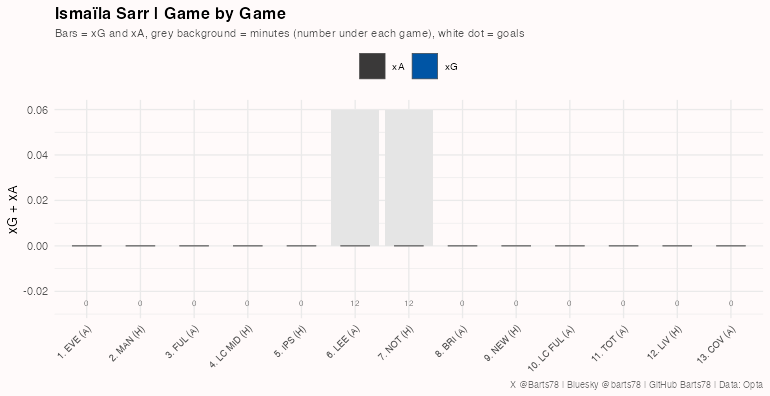 Ismaïla Sarr | Game by Game
Bars = xG and xA, grey background = minutes (number under each game), white dot = goals
xA xG
xG + xA
0.06
0.04
0.02
0.00
-0.02
0 0 0 0 0 12 12 0 0 0 0 0 0
1. EVE (A)
2. MAN (H)
3. FUL (A)
4. LC MID (H)
5. IPS (H)
6. LEE (A)
7. NOT (H)
8. BRI (A)
9. NEW (H)
10. LC FUL (A)
11. TOT (A)
12. LIV (H)
13. COV (A)
X @Barts78 | Bluesky @barts78 | GitHub Barts78 | Data: Opta